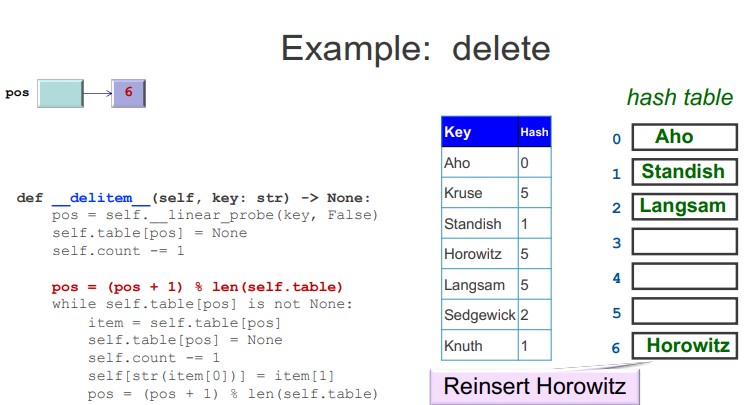 Example: delete
pos
6
def __delitem__(self, key: str) -> None:
pos = self.__linear_probe(key, False)
self.table[pos] = None
self.count -= 1
pos = (pos + 1) % len(self.table)
while self.table[pos] is not None:
item = self.table[pos]
self.table[pos] = None
self.count -= 1
self[str(item[0])] = item[1]
pos = (pos + 1) % len(self.table)
Key Hash
Aho 0
Kruse 5
Standish 1
Horowitz 5
Langsam 5
Sedgewick 2
Knuth 1
hash table
0 Aho
1 Standish
2 Langsam
3
4
5
6 Horowitz
Reinsert Horowitz